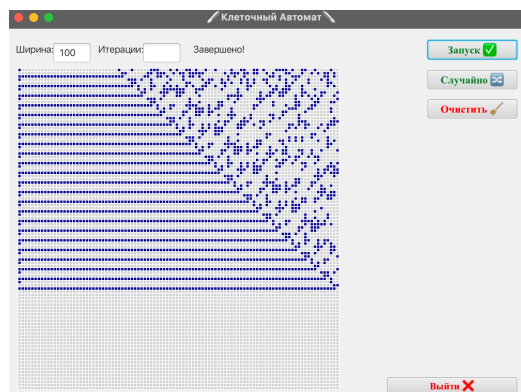 Клеточный Автомат
Ширина: 100 Итерации: Завершено!
Запуск
Случайно
Очистить
Выйти